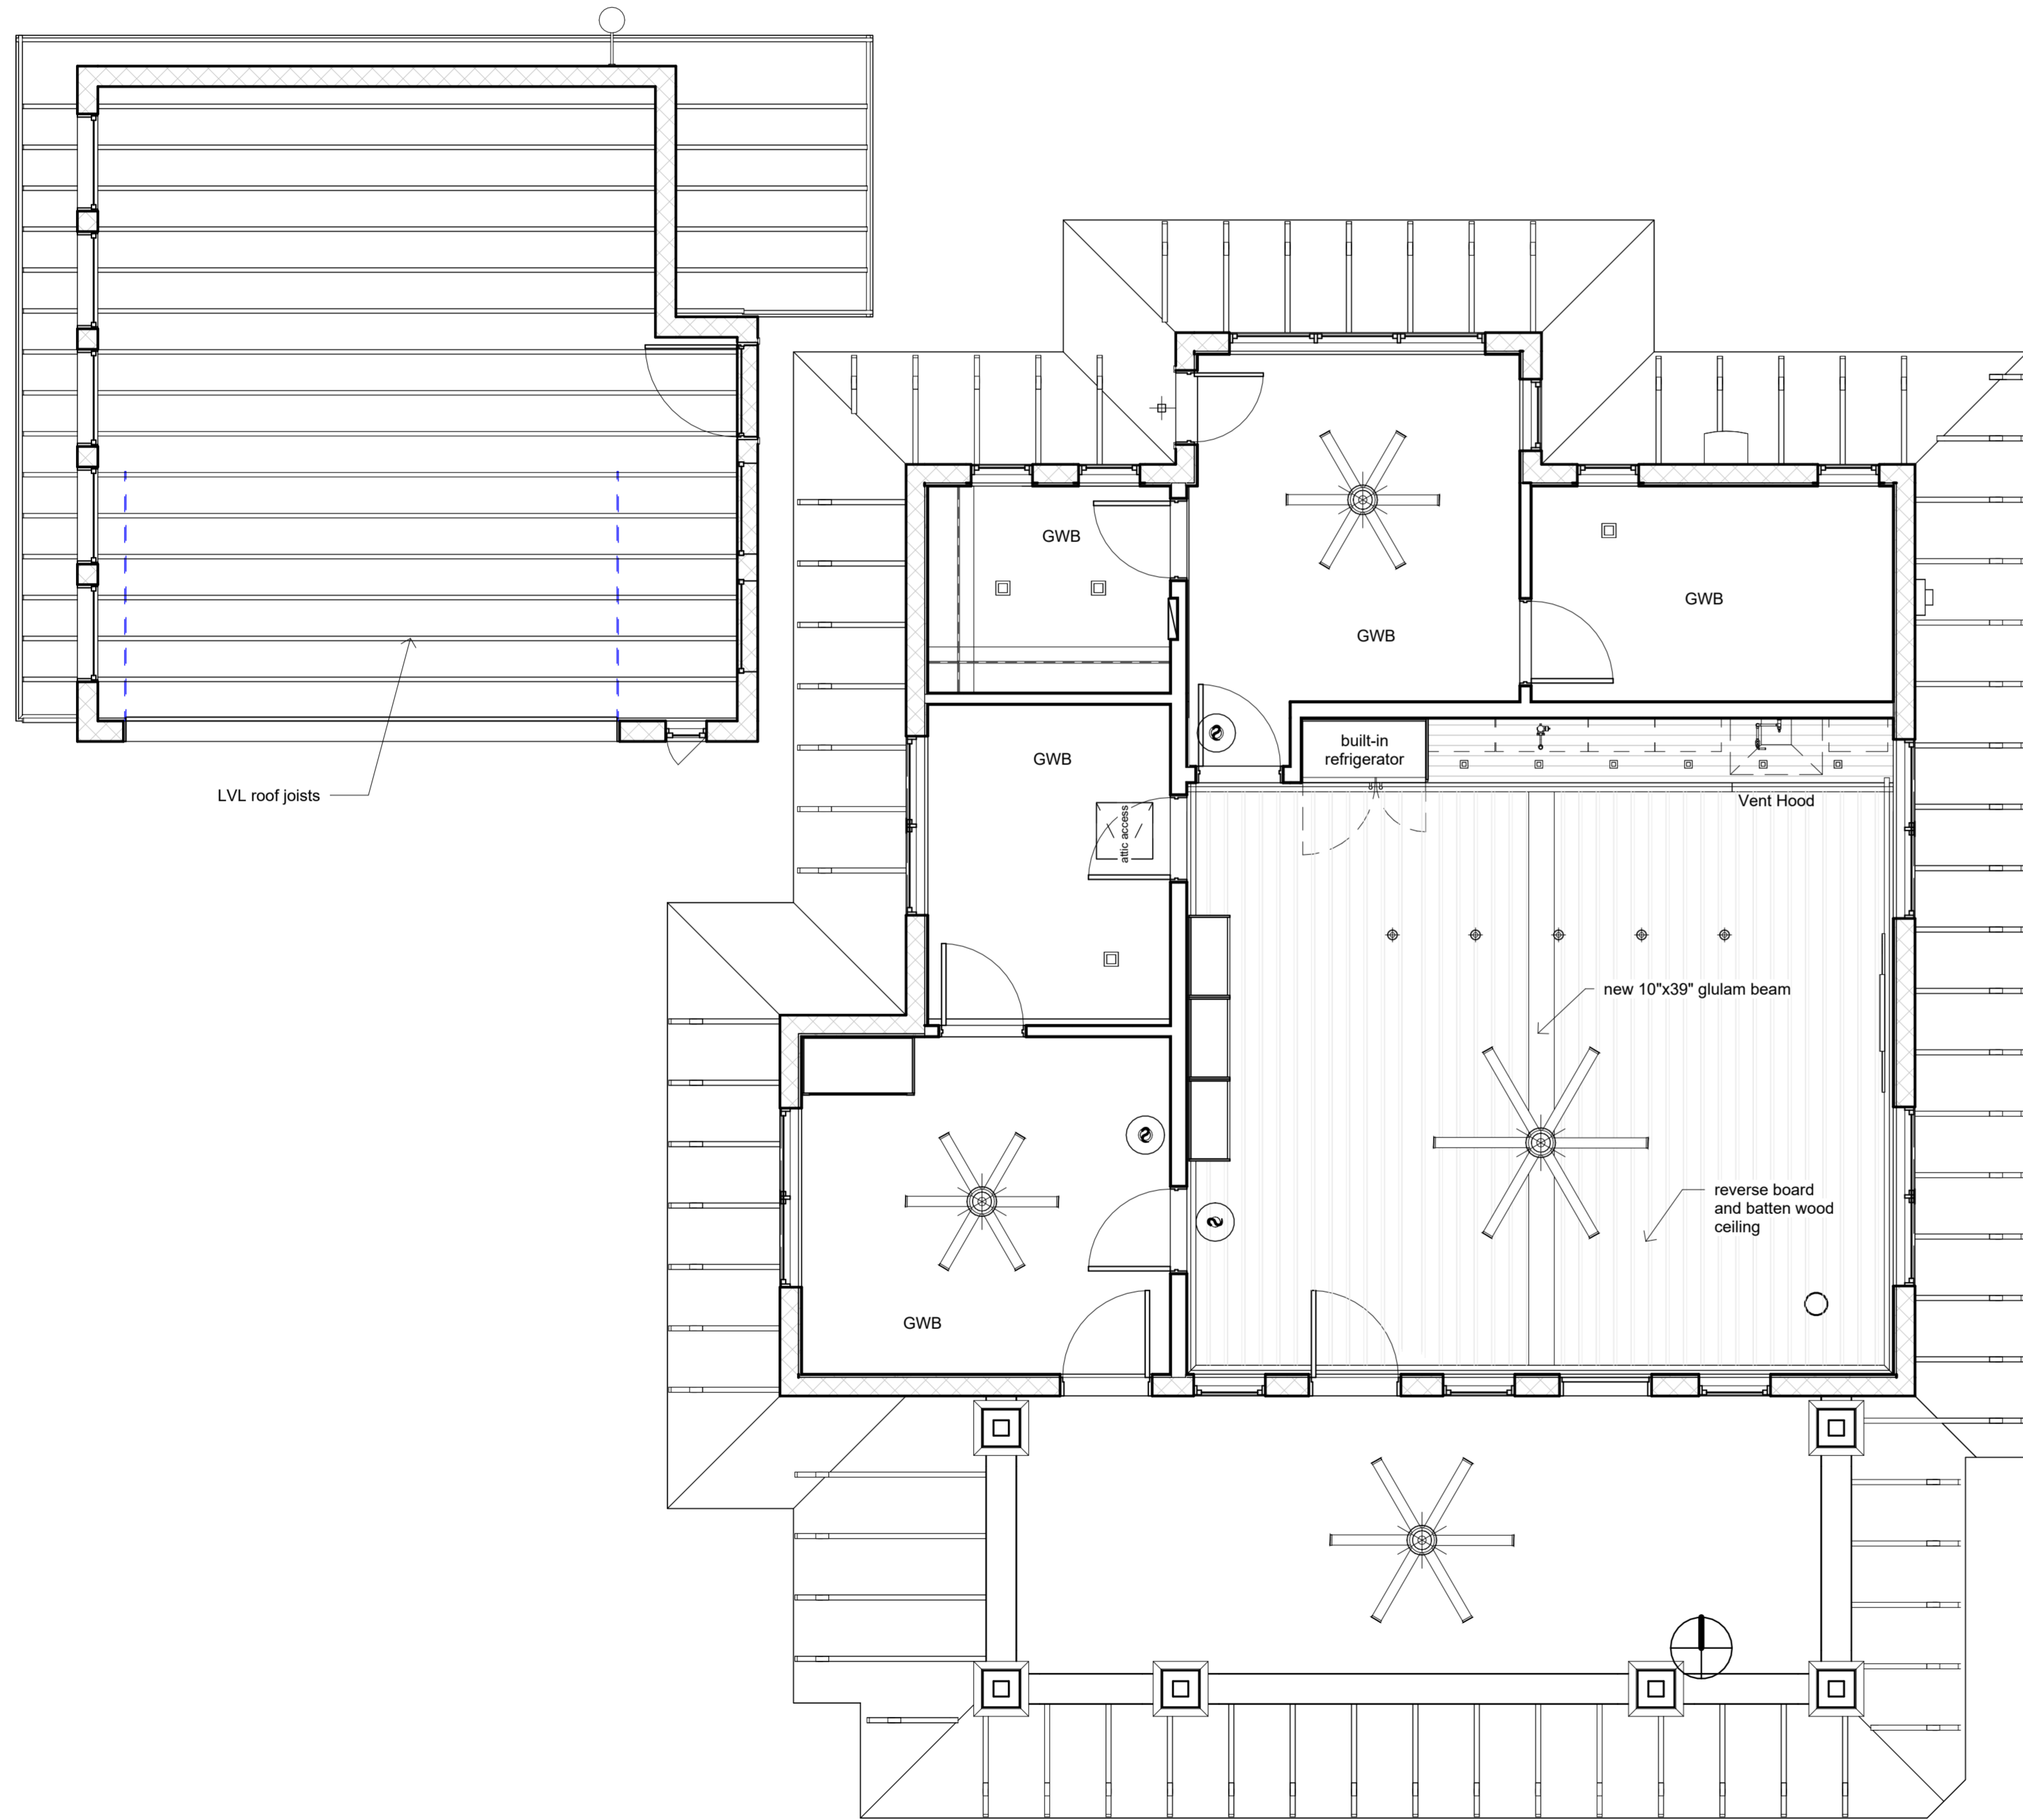 GWB
GWB
GWB
built-in
refrigerator
GWB
Vent Hood
LVL roof joists
attic access
new 10"x39" glulam beam
reverse board
and batten wood
ceiling
GWB